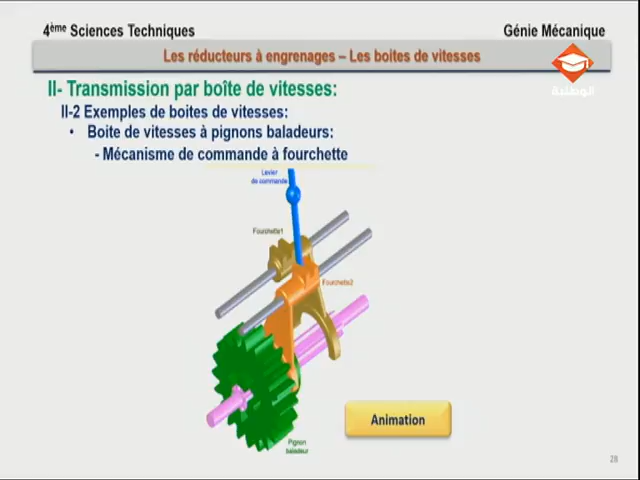 4ème Sciences Techniques
Génie Mécanique
Les réducteurs à engrenages – Les boites de vitesses
الوطنية
II- Transmission par boîte de vitesses:
II-2 Exemples de boites de vitesses:
• Boite de vitesses à pignons baladeurs:
- Mécanisme de commande à fourchette
Levier
de commande
Fourchette1
Fourchette2
Animation
Pignon
baladeur
28